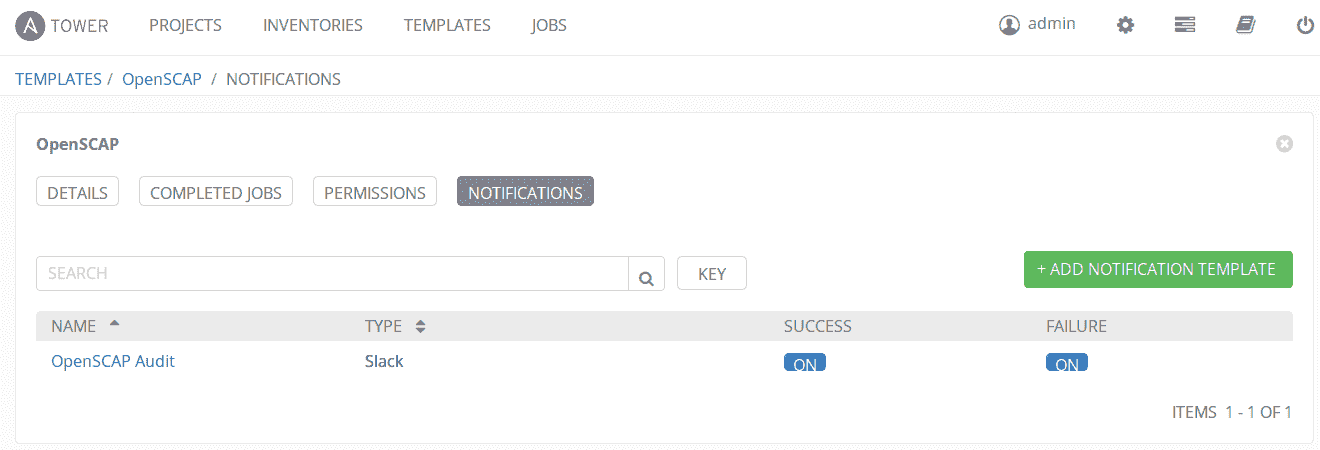 A TOWER PROJECTS INVENTORIES TEMPLATES JOBS admin
TEMPLATES / OpenSCAP / NOTIFICATIONS
OpenSCAP
DETAILS COMPLETED JOBS PERMISSIONS NOTIFICATIONS
SEARCH KEY + ADD NOTIFICATION TEMPLATE
NAME TYPE SUCCESS FAILURE
OpenSCAP Audit Slack ON ON
ITEMS 1 - 1 OF 1